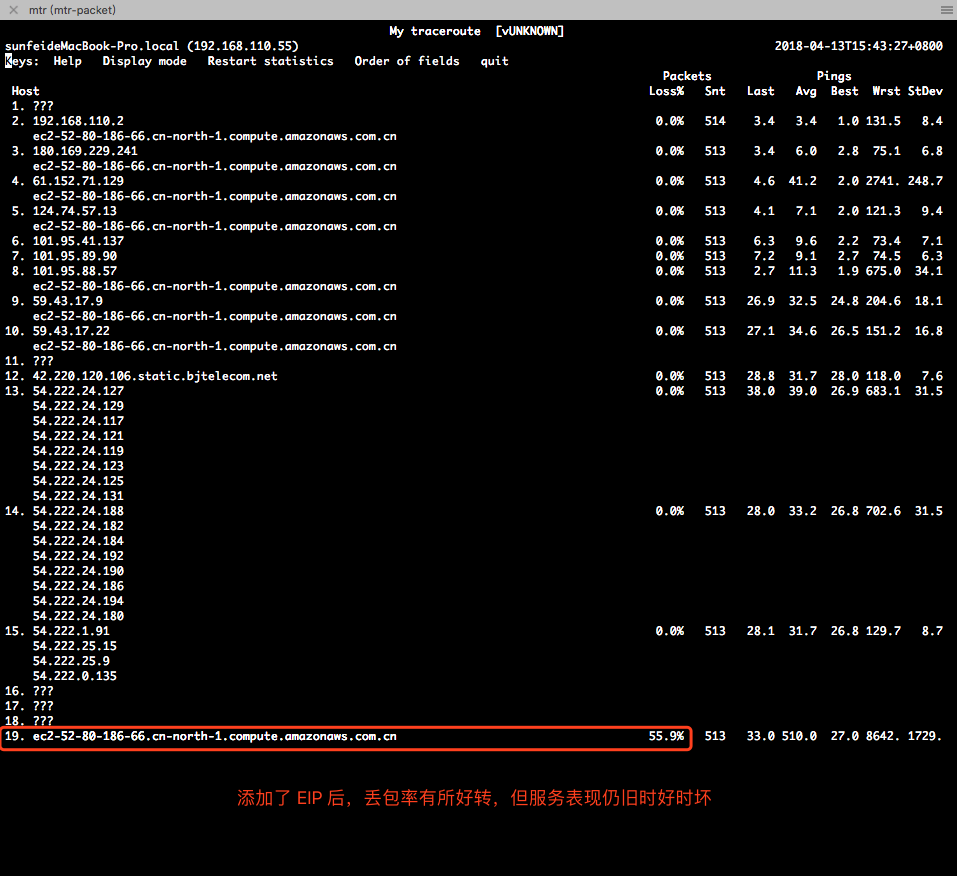 mtr (mtr-packet)
My traceroute [vUNKNOWN]
sunfeideMacBook-Pro.local (192.168.110.55) 2018-04-13T15:43:27+0800
Keys: Help Display mode Restart statistics Order of fields quit
Packets Pings
Host Loss% Snt Last Avg Best Wrst StDev
1. ???
2. 192.168.110.2 0.0% 514 3.4 3.4 1.0 131.5 8.4
ec2-52-80-186-66.cn-north-1.compute.amazonaws.com.cn
3. 180.169.229.241 0.0% 513 3.4 6.0 2.8 75.1 6.8
ec2-52-80-186-66.cn-north-1.compute.amazonaws.com.cn
4. 61.152.71.129 0.0% 513 4.6 41.2 2.0 2741. 248.7
ec2-52-80-186-66.cn-north-1.compute.amazonaws.com.cn
5. 124.74.57.13 0.0% 513 4.1 7.1 2.0 121.3 9.4
ec2-52-80-186-66.cn-north-1.compute.amazonaws.com.cn
6. 101.95.41.137 0.0% 513 6.3 9.6 2.2 73.4 7.1
7. 101.95.89.90 0.0% 513 7.2 9.1 2.7 74.5 6.3
8. 101.95.88.57 0.0% 513 2.7 11.3 1.9 675.0 34.1
ec2-52-80-186-66.cn-north-1.compute.amazonaws.com.cn
9. 59.43.17.9 0.0% 513 26.9 32.5 24.8 204.6 18.1
ec2-52-80-186-66.cn-north-1.compute.amazonaws.com.cn
10. 59.43.17.22 0.0% 513 27.1 34.6 26.5 151.2 16.8
ec2-52-80-186-66.cn-north-1.compute.amazonaws.com.cn
11. ???
12. 42.220.120.106.static.bjtelecom.net 0.0% 513 28.8 31.7 28.0 118.0 7.6
13. 54.222.24.127 0.0% 513 38.0 39.0 26.9 683.1 31.5
54.222.24.129
54.222.24.117
54.222.24.121
54.222.24.119
54.222.24.123
54.222.24.125
54.222.24.131
14. 54.222.24.188 0.0% 513 28.0 33.2 26.8 702.6 31.5
54.222.24.182
54.222.24.184
54.222.24.192
54.222.24.190
54.222.24.186
54.222.24.194
54.222.24.180
15. 54.222.1.91 0.0% 513 28.1 31.7 26.8 129.7 8.7
54.222.25.15
54.222.25.9
54.222.0.135
16. ???
17. ???
18. ???
19. ec2-52-80-186-66.cn-north-1.compute.amazonaws.com.cn 55.9% 513 33.0 510.0 27.0 8642. 1729.
添加了 EIP 后，丢包率有所好转，但服务表现仍旧时好时坏